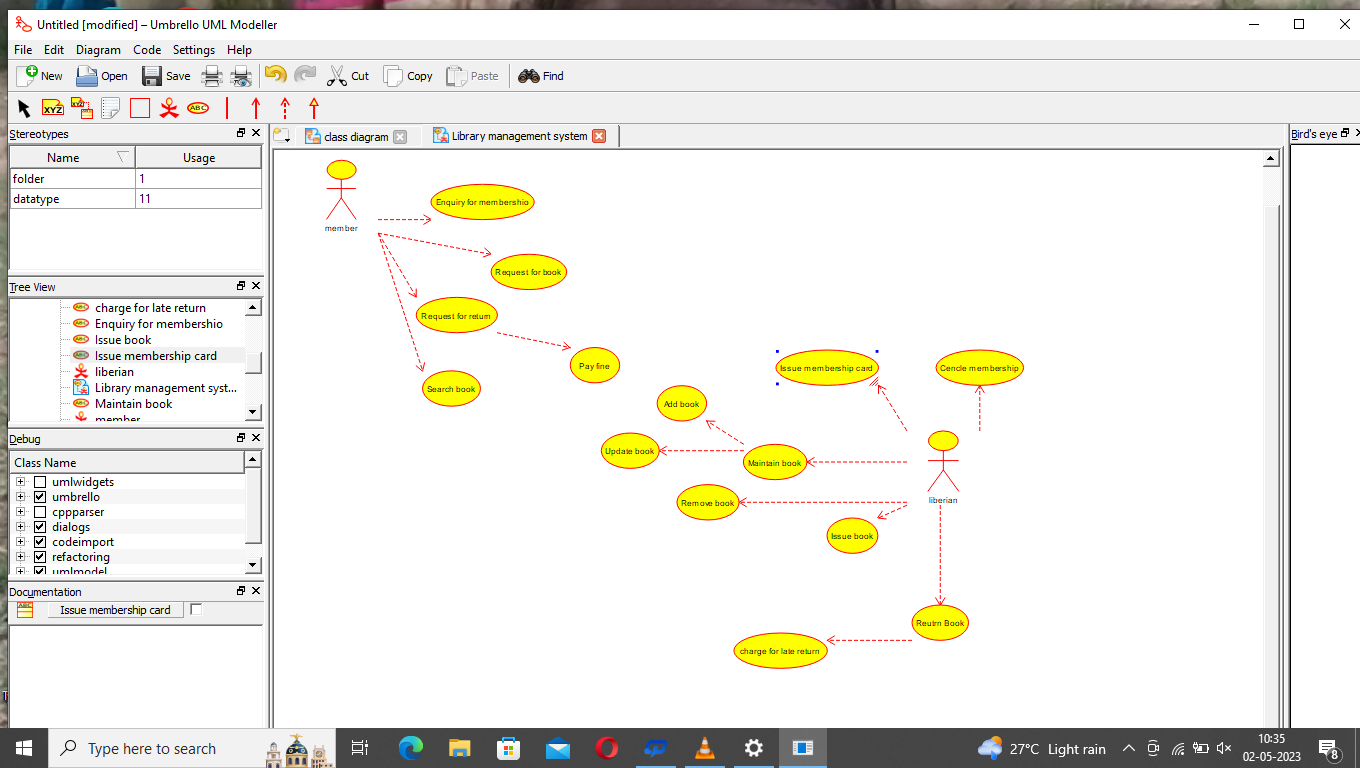 Untitled [modified] – Umbrello UML Modeller
File Edit Diagram Code Settings Help
New Open Save Cut Copy Paste Find
XYZ XYZ ABC
Stereotypes
Name Usage
folder 1
datatype 11
Tree View
charge for late return
Enquiry for membershio
Issue book
Issue membership card
liberian
Library management syst...
Maintain book
member
Debug
Class Name
umlwidgets
umbrello
cppparser
dialogs
codeimport
refactoring
umlmodel
Documentation
Issue membership card
class diagram
Library management system
Bird's eye
member
Enquiry for membershio
Request for book
Request for return
Pay fine
Search book
Issue membership card
Cencle membership
Add book
Update book
Maintain book
Remove book
liberian
Issue book
Reutrn Book
charge for late return
Type here to search
27°C Light rain
10:35
02-05-2023
8